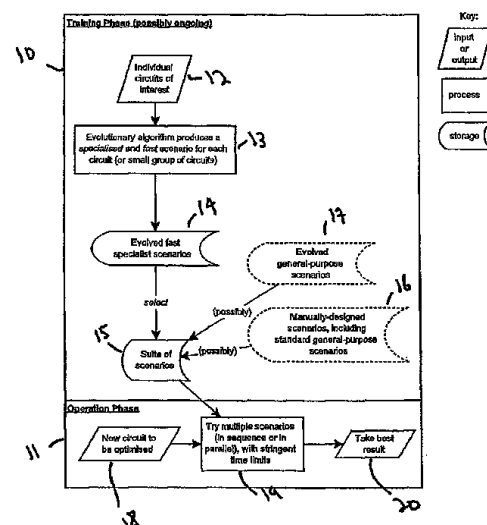 Training Phase (possibly ongoing)
Key:
10
Individual
circuits of
interest
12
input
or
output
process
storage
Evolutionary algorithm produces a
specialised and fast scenario for each
circuit (or small group of circuits)
13
14
17
Evolved fast
specialist scenarios
Evolved
general-purpose
scenarios
16
select
(possibly)
Manually-designed
scenarios, including
standard general-purpose
scenarios
15
(possibly)
Suite of
scenarios
Operation Phase
11
New circuit to
be optimised
Try multiple scenarios
(in sequence or in
parallel), with stringent
time limits
Take best
result
18
19
20